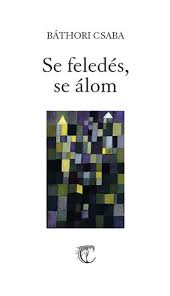 BÁTHORI CSABA
Se feledés,
se álom